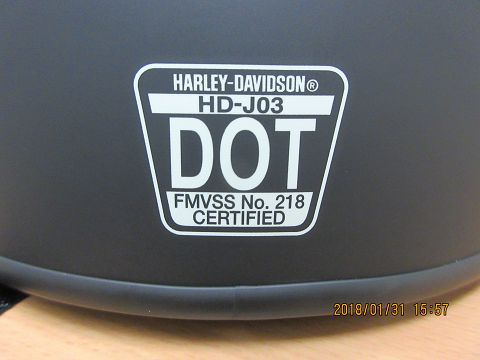 HARLEY-DAVIDSON®
HD-J03
DOT
FMVSS No. 218
CERTIFIED
2018/01/31 15:57